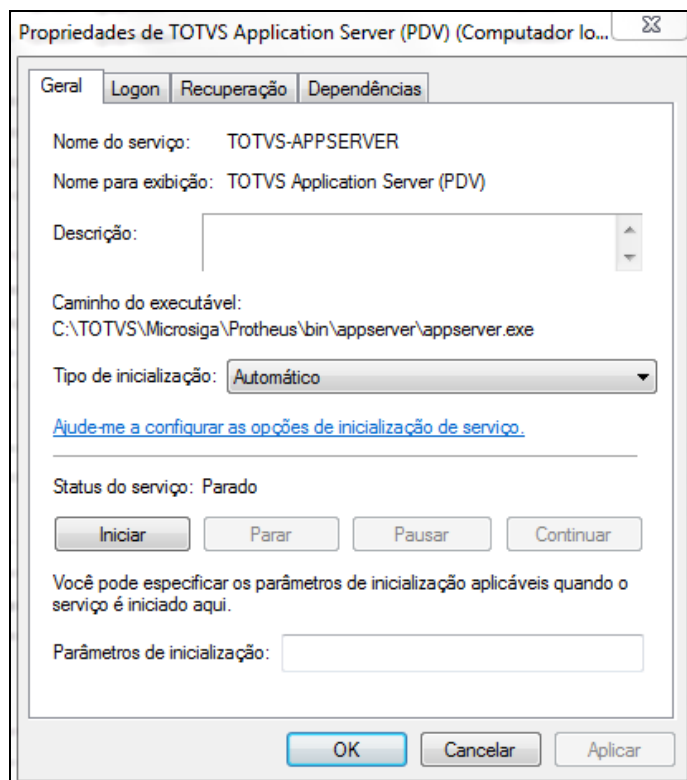 Propriedades de TOTVS Application Server (PDV) (Computador lo...
Geral Logon Recuperação Dependências
Nome do serviço: TOTVS-APPSERVER
Nome para exibição: TOTVS Application Server (PDV)
Descrição:
Caminho do executável:
C:\TOTVS\Microsiga\Protheus\bin\appserver\appserver.exe
Tipo de inicialização: Automático
Ajude-me a configurar as opções de inicialização de serviço.
Status do serviço: Parado
Iniciar Parar Pausar Continuar
Você pode especificar os parâmetros de inicialização aplicáveis quando o
serviço é iniciado aqui.
Parâmetros de inicialização:
OK Cancelar Aplicar